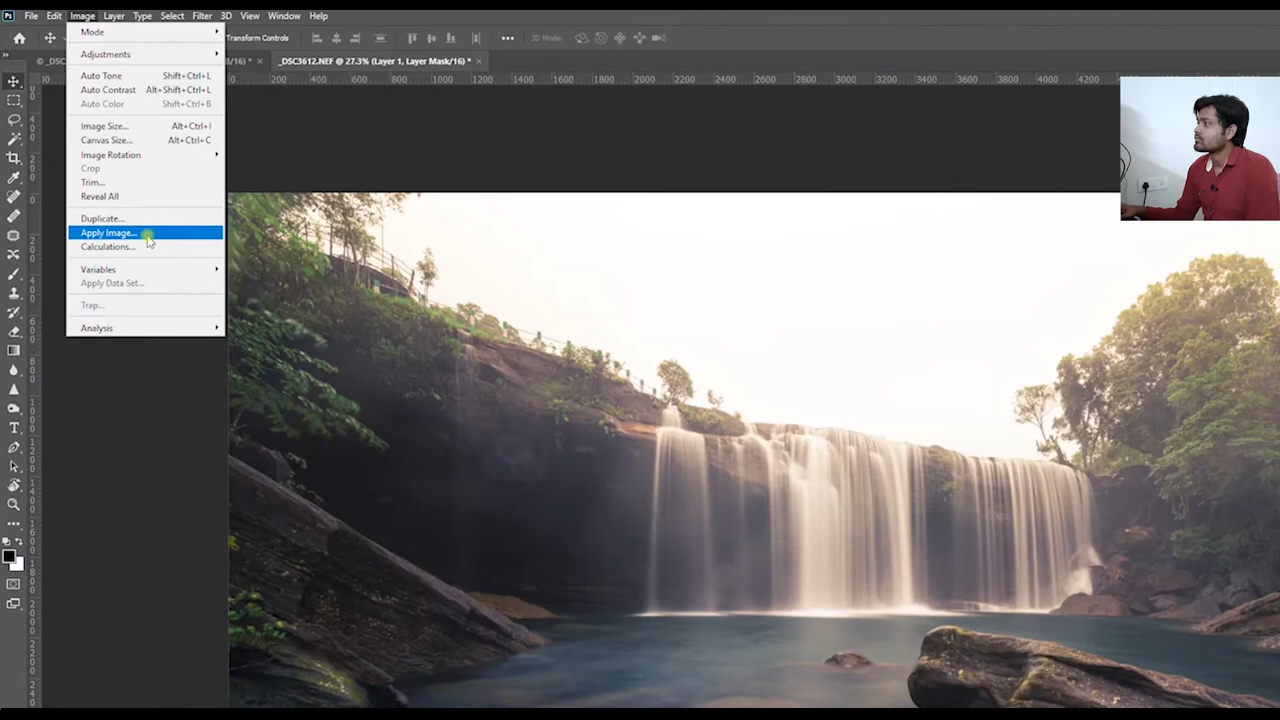 Ps File Edit Image Layer Type Select Filter 3D View Window Help
Mode
Transform Controls
3D Mode:
Adjustments
/16) * ×
_DSC3612.NEF @ 27.3% (Layer 1, Layer Mask/16) * ×
Auto Tone Shift+Ctrl+L
0 200 400 600 800 1000 1200 1400 1600 1800 2000 2200 2400 2600 2800 3000 3200 3400 3600 3800 4000 4200 4400
Auto Contrast Alt+Shift+Ctrl+L
Auto Color Shift+Ctrl+B
Image Size... Alt+Ctrl+I
Canvas Size... Alt+Ctrl+C
Image Rotation
Crop
Trim...
Reveal All
Duplicate...
Apply Image...
Calculations...
Variables
Apply Data Set...
Trap...
Analysis